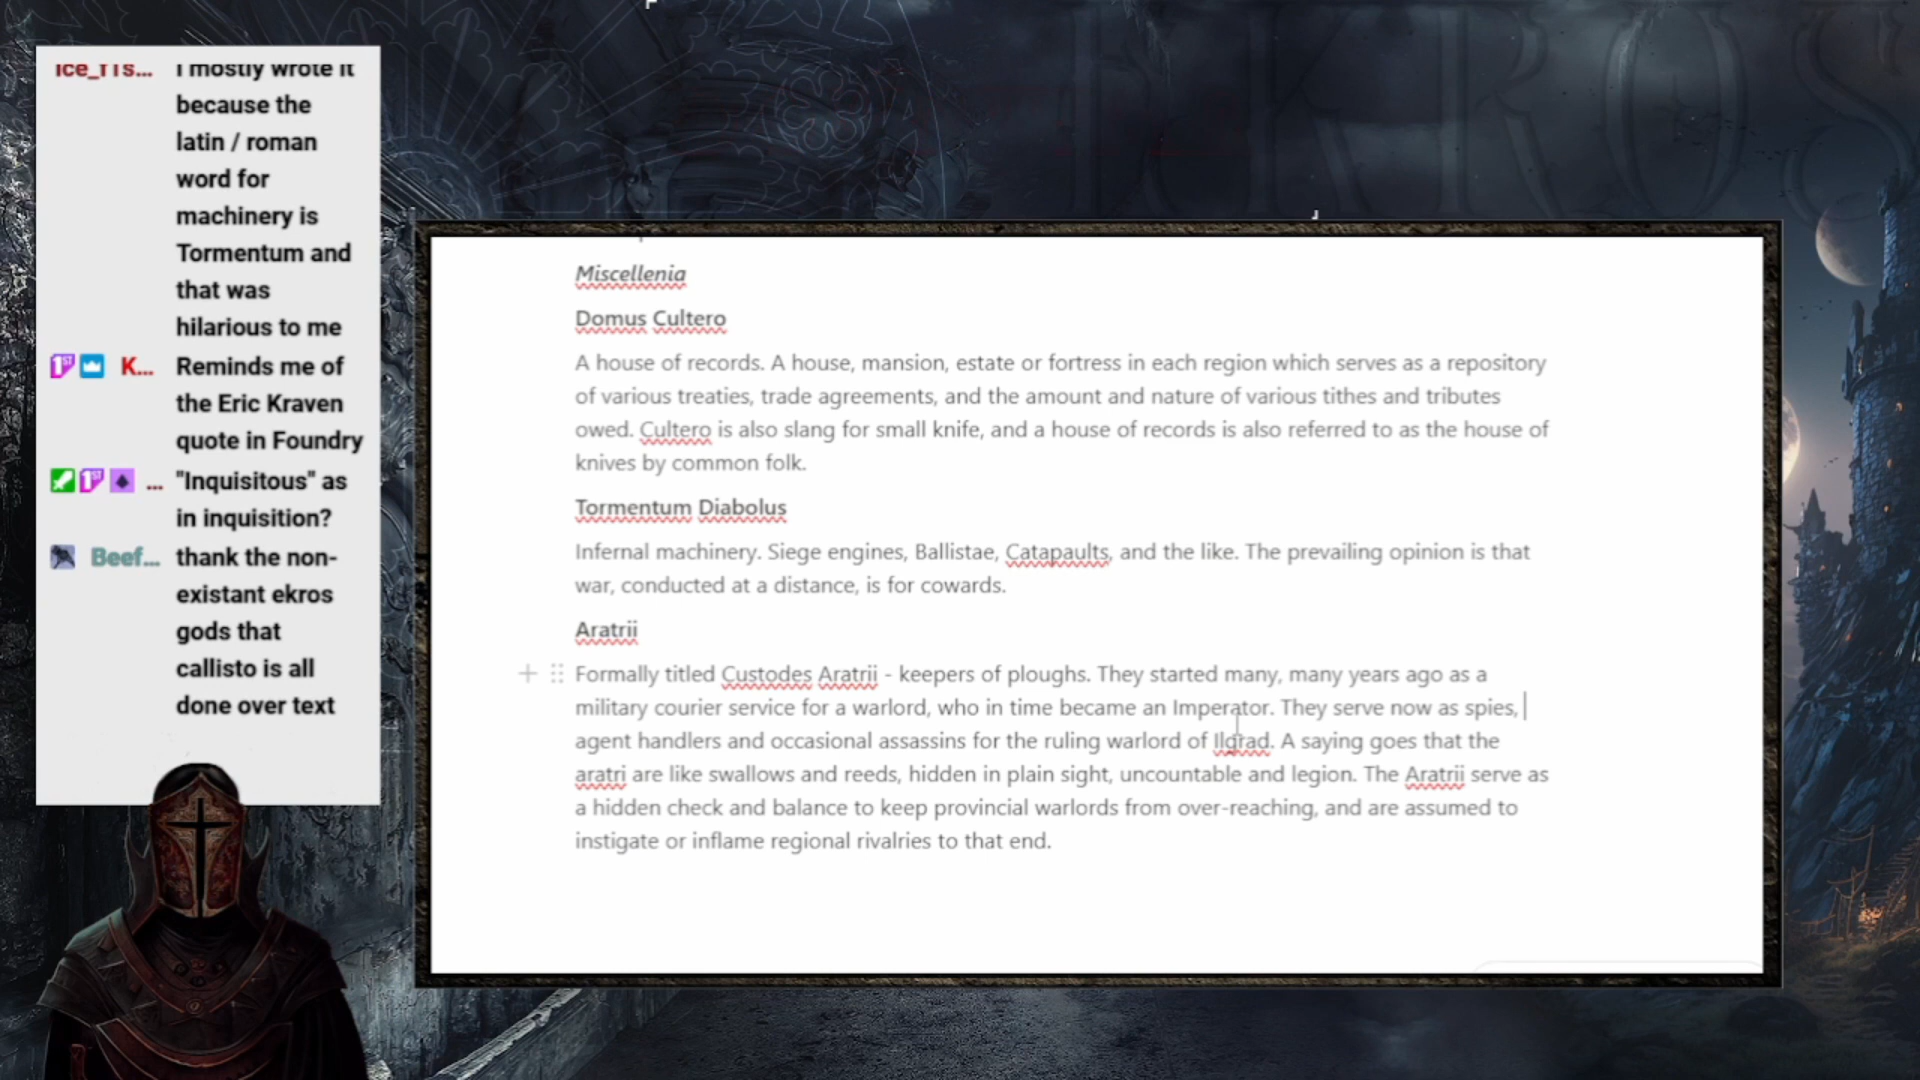 I mostly wrote it
because the
latin / roman
word for
machinery is
Tormentum and
that was
hilarious to me
K... Reminds me of
the Eric Kraven
quote in Foundry
... "Inquisitous" as
in inquisition?
Beef... thank the non-
existant ekros
gods that
callisto is all
done over text
EKROS
Miscellenia
Domus Cultero
A house of records. A house, mansion, estate or fortress in each region which serves as a repository
of various treaties, trade agreements, and the amount and nature of various tithes and tributes
owed. Cultero is also slang for small knife, and a house of records is also referred to as the house of
knives by common folk.
Tormentum Diabolus
Infernal machinery. Siege engines, Ballistae, Catapaults, and the like. The prevailing opinion is that
war, conducted at a distance, is for cowards.
Aratrii
Formally titled Custodes Aratrii - keepers of ploughs. They started many, many years ago as a
military courier service for a warlord, who in time became an Imperator. They serve now as spies,
agent handlers and occasional assassins for the ruling warlord of Ilgrad. A saying goes that the
aratri are like swallows and reeds, hidden in plain sight, uncountable and legion. The Aratrii serve as
a hidden check and balance to keep provincial warlords from over-reaching, and are assumed to
instigate or inflame regional rivalries to that end.